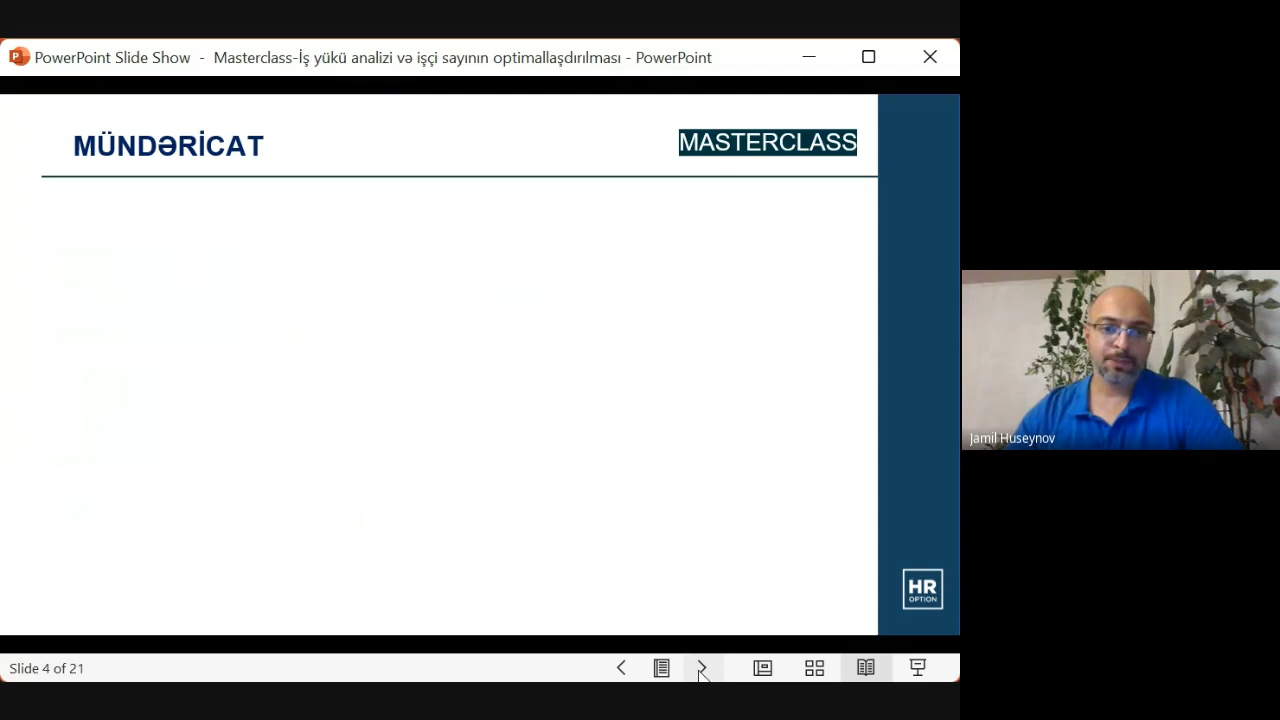 PowerPoint Slide Show - Masterclass-İş yükü analizi və işçi sayının optimallaşdırılması - PowerPoint
MÜNDƏRİCAT
MASTERCLASS
Jamil Huseynov
HR
OPTION
Slide 4 of 21